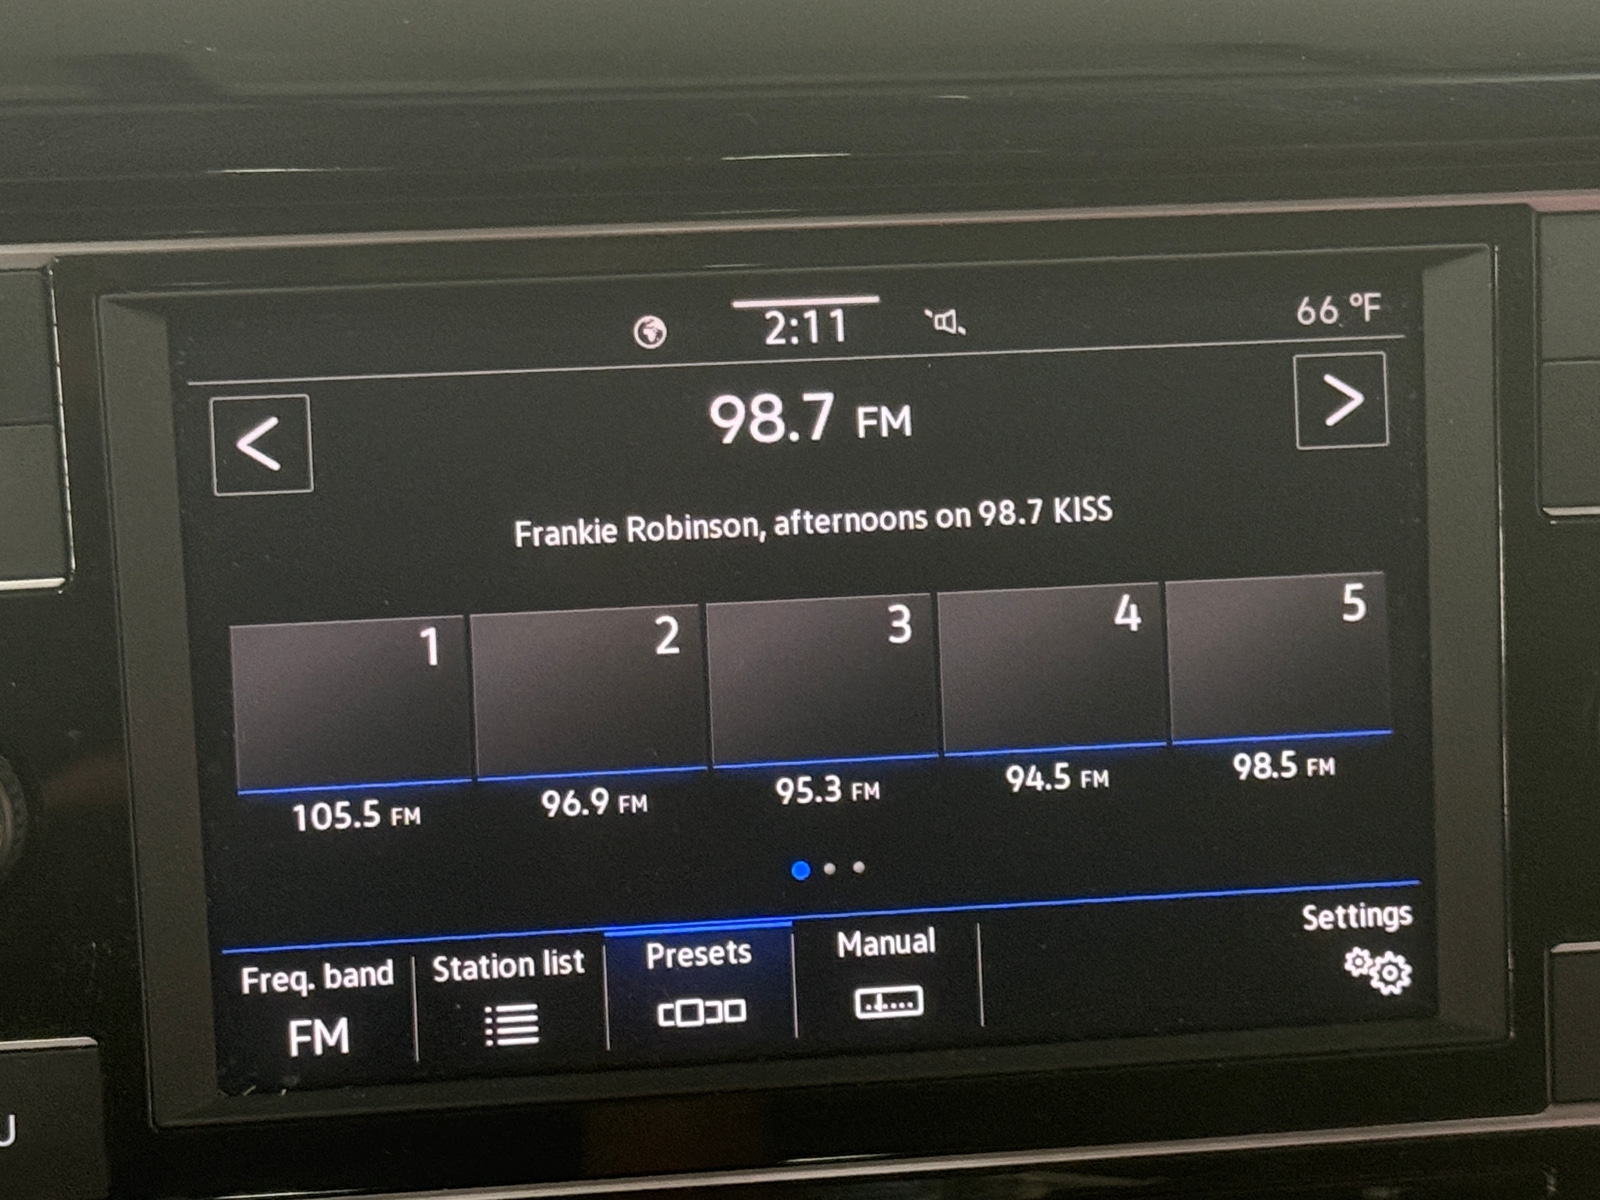 2:11
66 °F
<
98.7 FM
>
Frankie Robinson, afternoons on 98.7 KISS
1 2 3 4 5
105.5 FM 96.9 FM 95.3 FM 94.5 FM 98.5 FM
Freq. band Station list Presets Manual Settings
FM